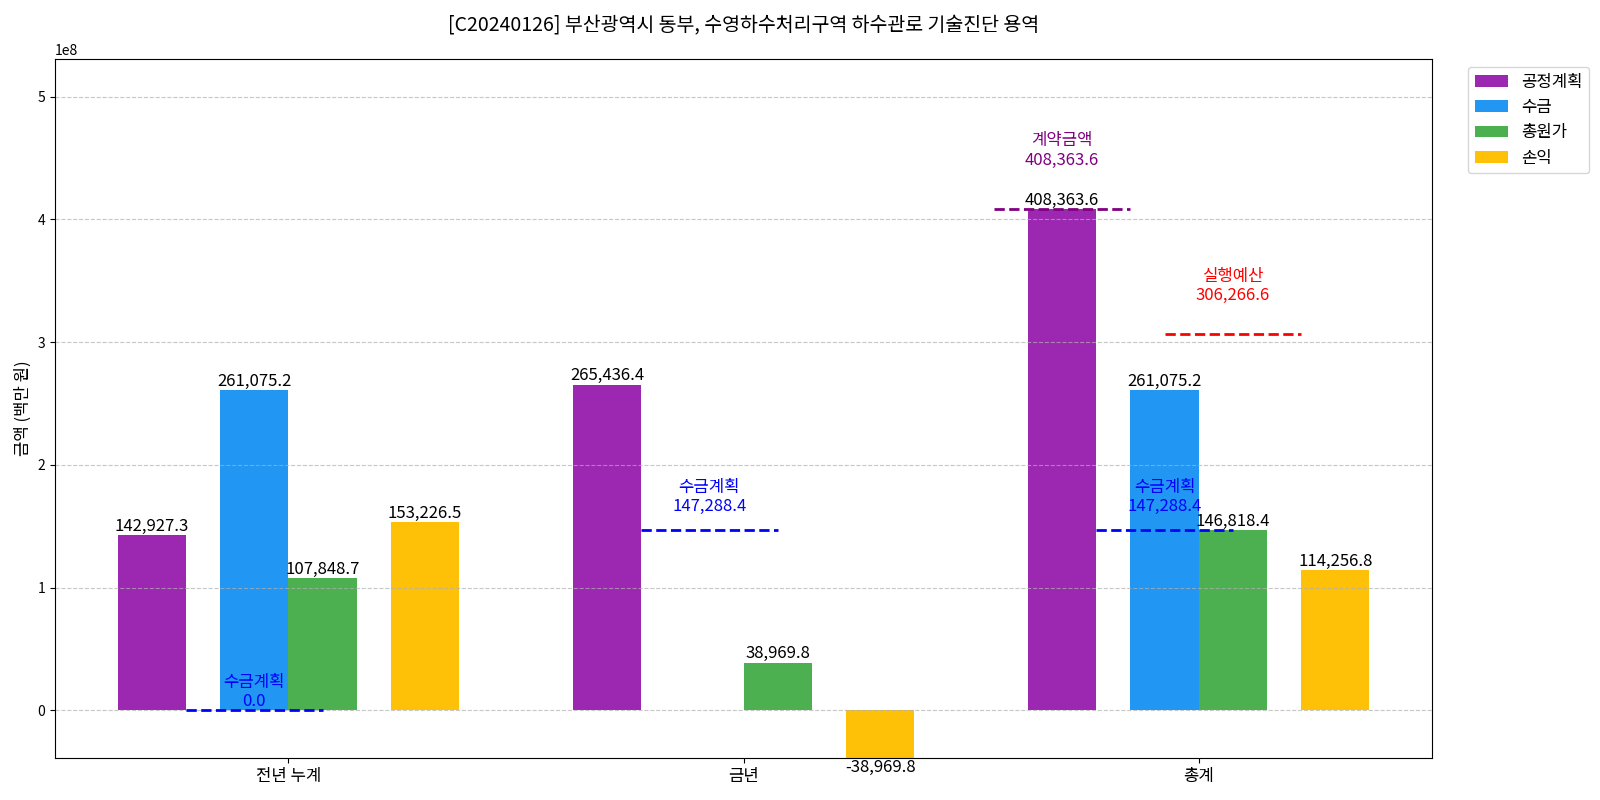 [C20240126] 부산광역시 동부, 수영하수처리구역 하수관로 기술진단 용역
1e8
공정계획
수금
총원가
손익
금액 (백만 원)
5
4
3
2
1
0
142,927.3
261,075.2
107,848.7
153,226.5
수금계획
0.0
265,436.4
수금계획
147,288.4
38,969.8
-38,969.8
계약금액
408,363.6
408,363.6
실행예산
306,266.6
261,075.2
수금계획
147,288.4
146,818.4
114,256.8
전년 누계
금년
총계